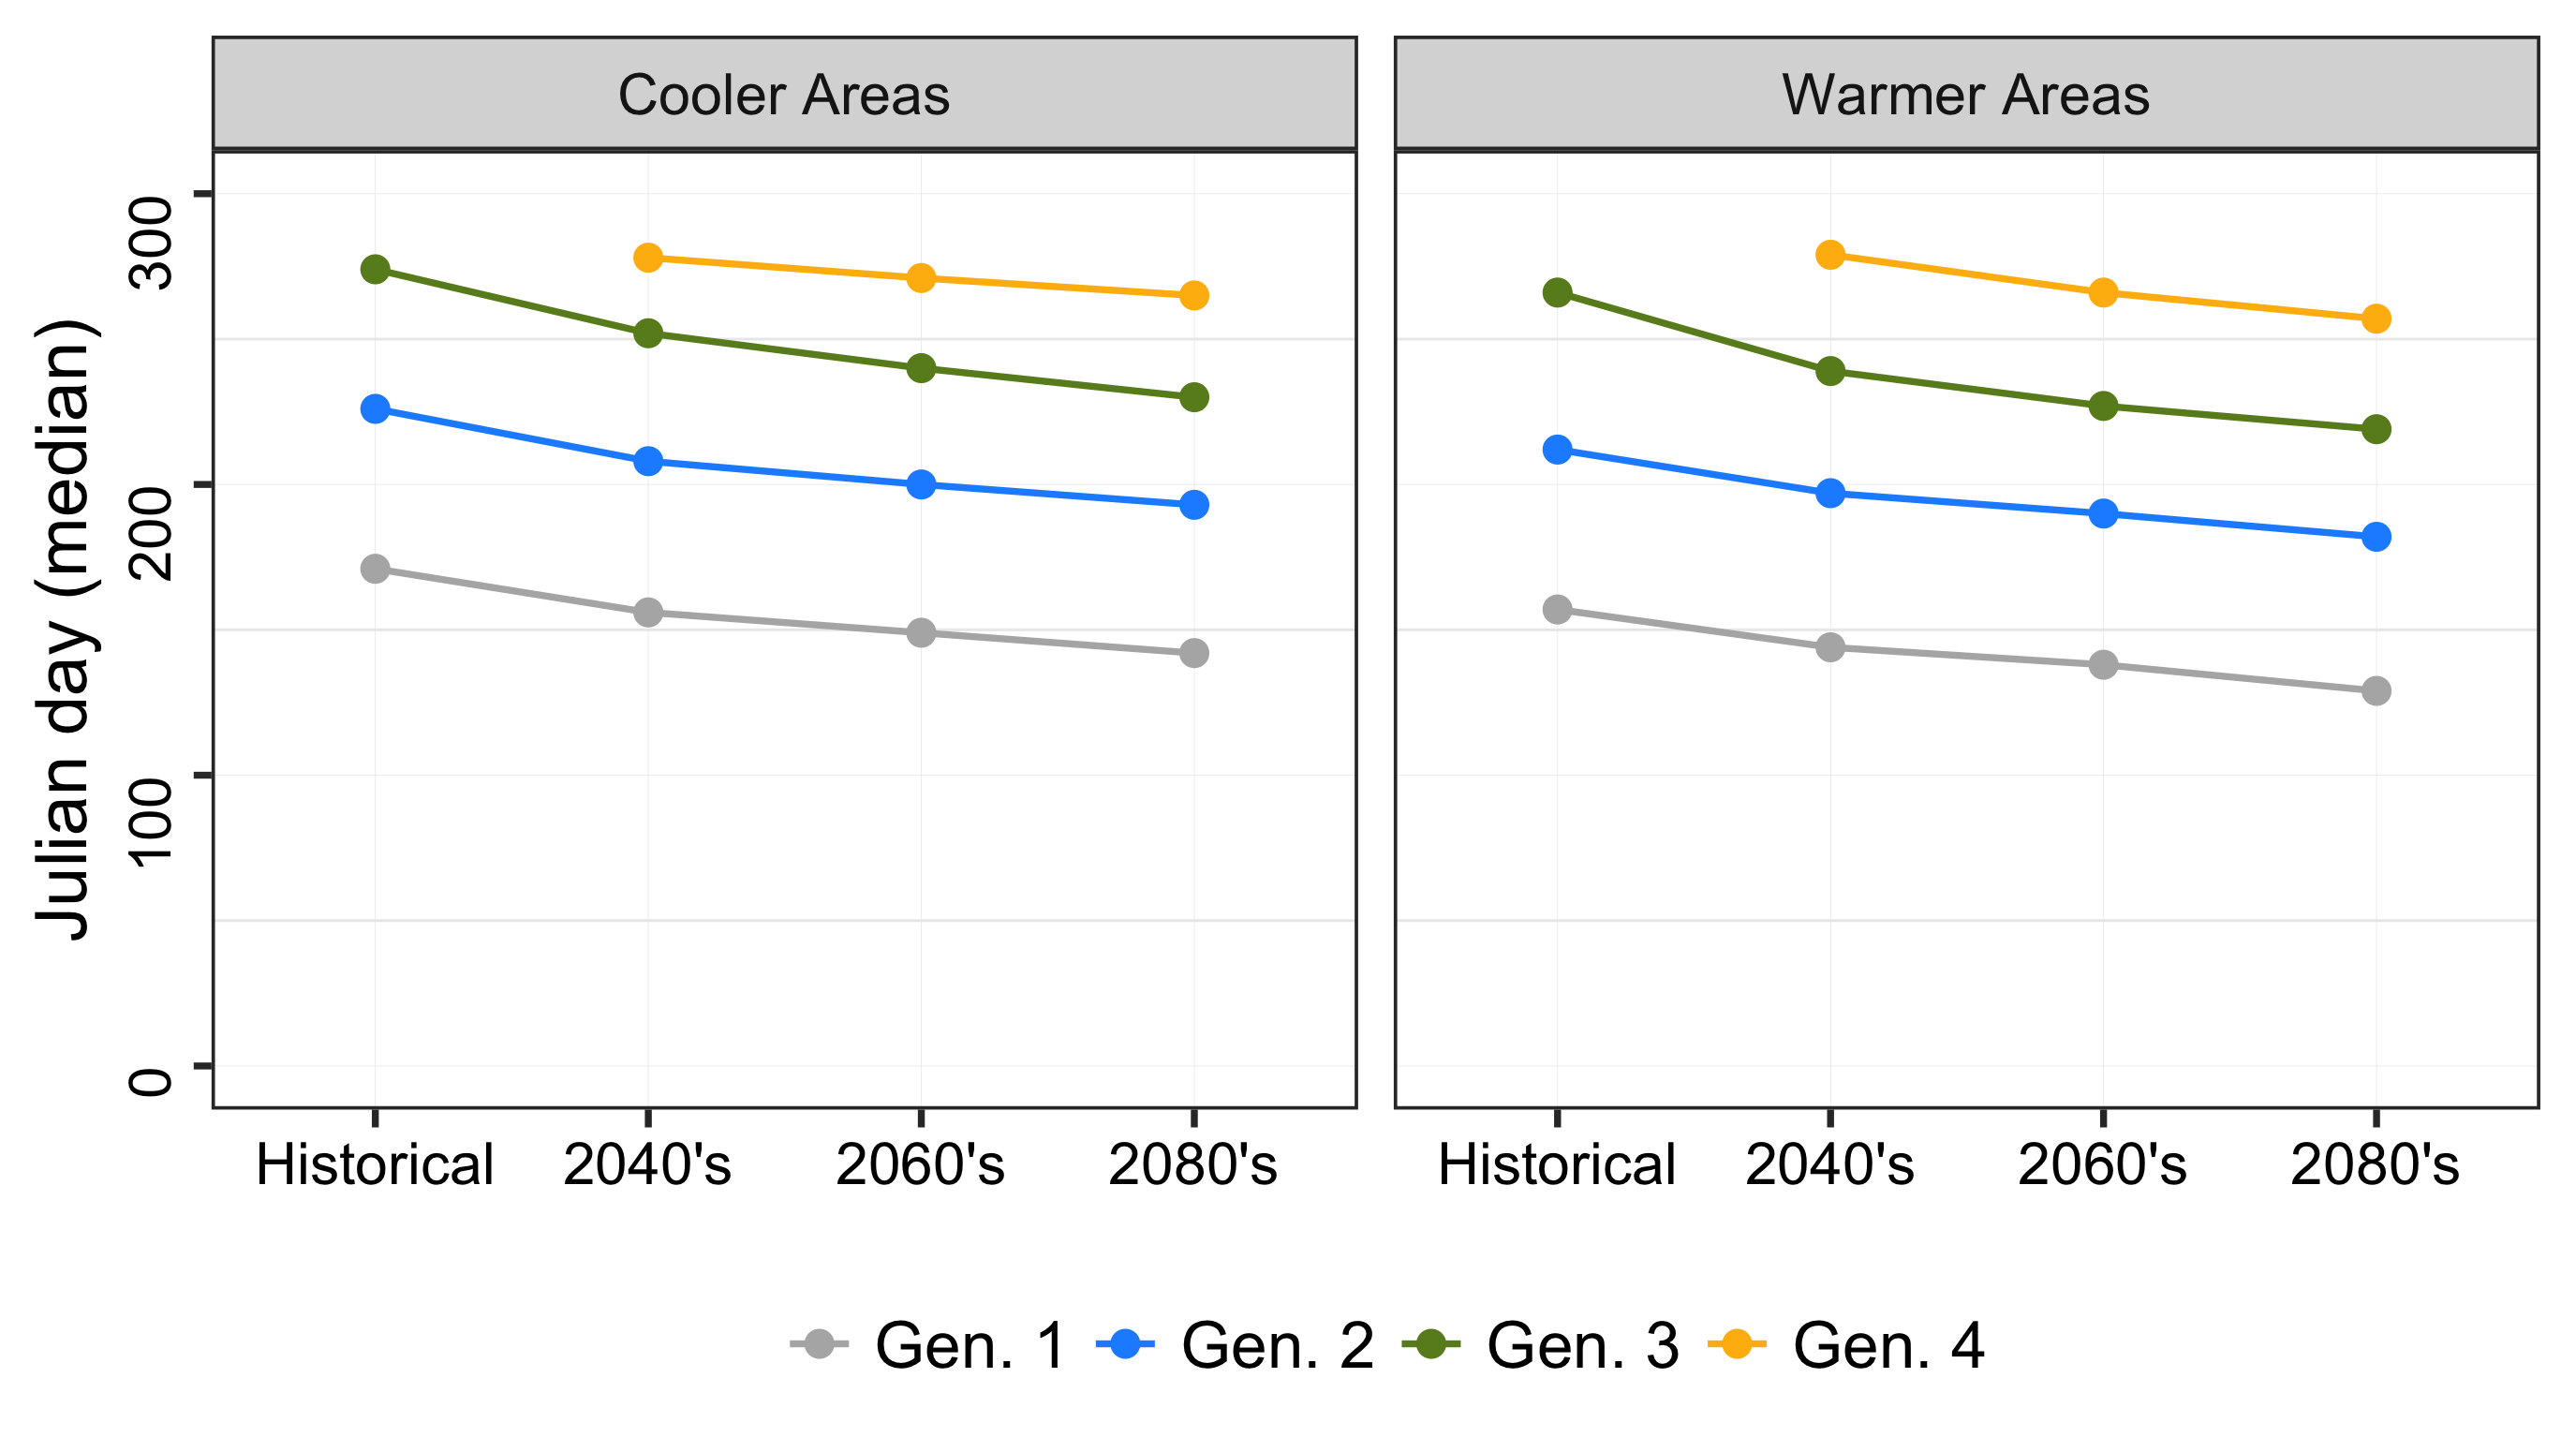 Cooler Areas
Warmer Areas
Julian day (median)
300
200
100
0
Historical 2040's 2060's 2080's
Historical 2040's 2060's 2080's
Gen. 1 Gen. 2 Gen. 3 Gen. 4